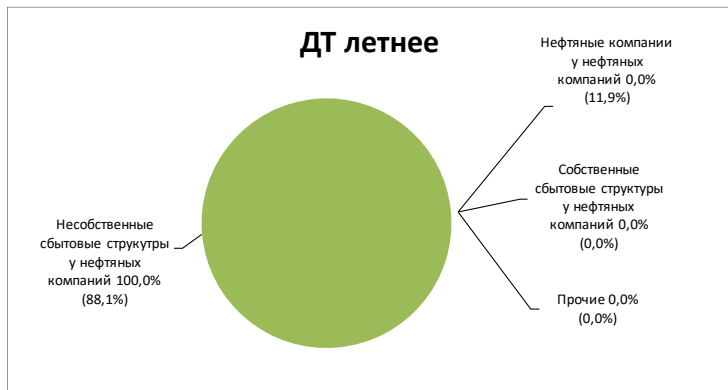 ДТ летнее
Нефтяные компании
у нефтяных
компаний 0,0%
(11,9%)
Собственные
сбытовые структуры
у нефтяных
компаний 0,0%
(0,0%)
Прочие 0,0%
(0,0%)
Несобственные
сбытовые струкутры
у нефтяных
компаний 100,0%
(88,1%)